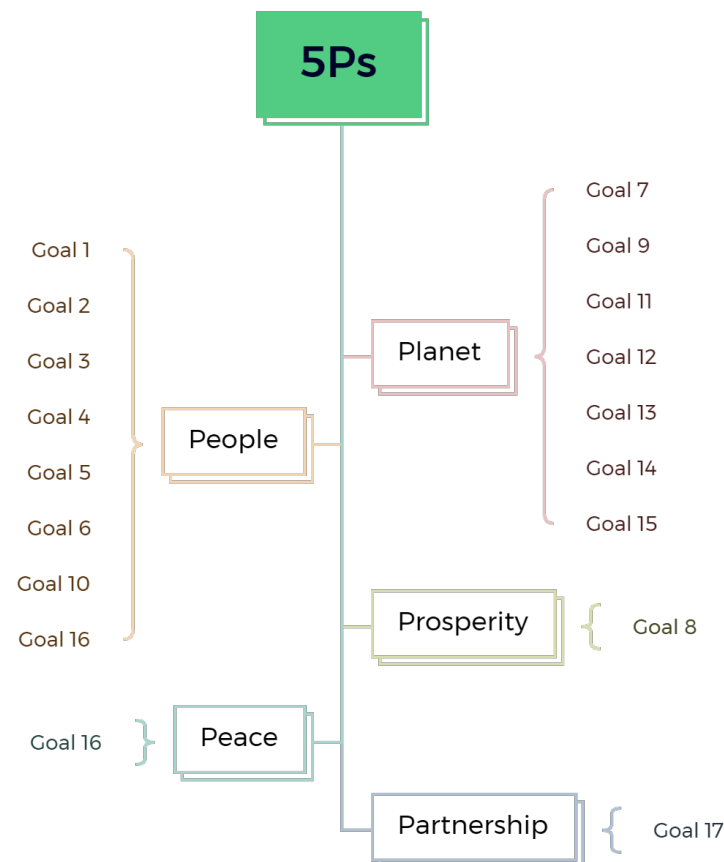 5Ps
People
Goal 1
Goal 2
Goal 3
Goal 4
Goal 5
Goal 6
Goal 10
Goal 16
Planet
Goal 7
Goal 9
Goal 11
Goal 12
Goal 13
Goal 14
Goal 15
Prosperity
Goal 8
Peace
Goal 16
Partnership
Goal 17